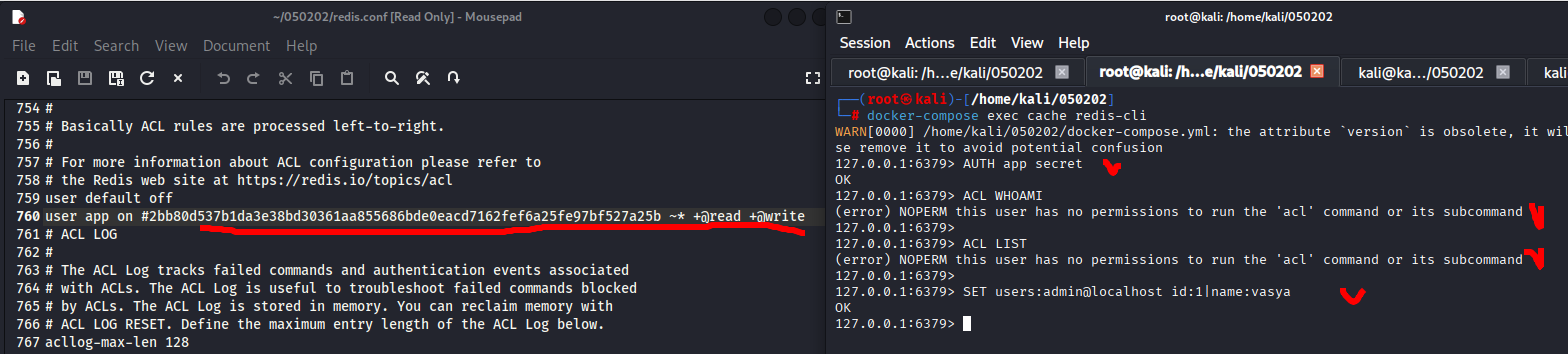 ~/050202/redis.conf [Read Only] - Mousepad
File Edit Search View Document Help
754 #
755 # Basically ACL rules are processed left-to-right.
756 #
757 # For more information about ACL configuration please refer to
758 # the Redis web site at https://redis.io/topics/acl
759 user default off
760 user app on #2bb80d537b1da3e38bd30361aa855686bde0eacd7162fef6a25fe97bf527a25b ~* +@read +@write
761 # ACL LOG
762 #
763 # The ACL Log tracks failed commands and authentication events associated
764 # with ACLs. The ACL Log is useful to troubleshoot failed commands blocked
765 # by ACLs. The ACL Log is stored in memory. You can reclaim memory with
766 # ACL LOG RESET. Define the maximum entry length of the ACL Log below.
767 acllog-max-len 128
root@kali: /home/kali/050202
Session Actions Edit View Help
root@kali: /h...e/kali/050202 root@kali: /h...e/kali/050202 kali@ka.../050202 kali
(root㉿kali)-[/home/kali/050202]
# docker-compose exec cache redis-cli
WARN[0000] /home/kali/050202/docker-compose.yml: the attribute `version` is obsolete, it wil
se remove it to avoid potential confusion
127.0.0.1:6379> AUTH app secret
OK
127.0.0.1:6379> ACL WHOAMI
(error) NOPERM this user has no permissions to run the 'acl' command or its subcommand
127.0.0.1:6379>
127.0.0.1:6379> ACL LIST
(error) NOPERM this user has no permissions to run the 'acl' command or its subcommand
127.0.0.1:6379>
127.0.0.1:6379> SET users:admin@localhost id:1|name:vasya
OK
127.0.0.1:6379>